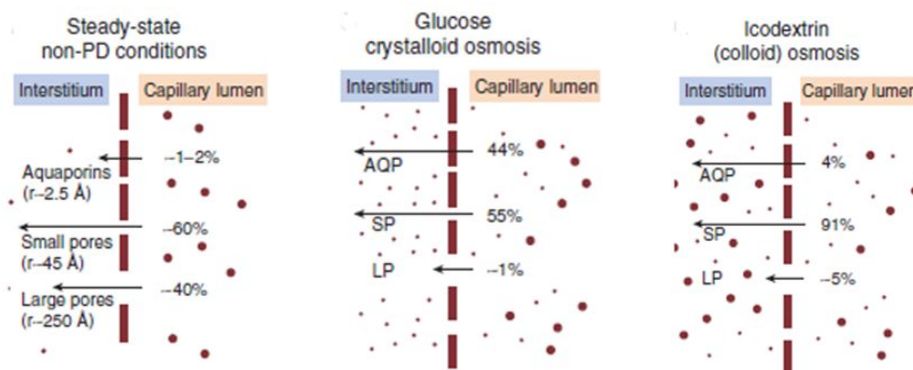 Steady-state
non-PD conditions
Interstitium
Capillary lumen
~1–2%
Aquaporins
(r~2.5 Å)
~60%
Small pores
(r~45 Å)
~40%
Large pores
(r~250 Å)
Glucose
crystalloid osmosis
Interstitium
Capillary lumen
44%
AQP
55%
SP
LP
~1%
Icodextrin
(colloid) osmosis
Interstitium
Capillary lumen
4%
AQP
91%
SP
LP
~5%